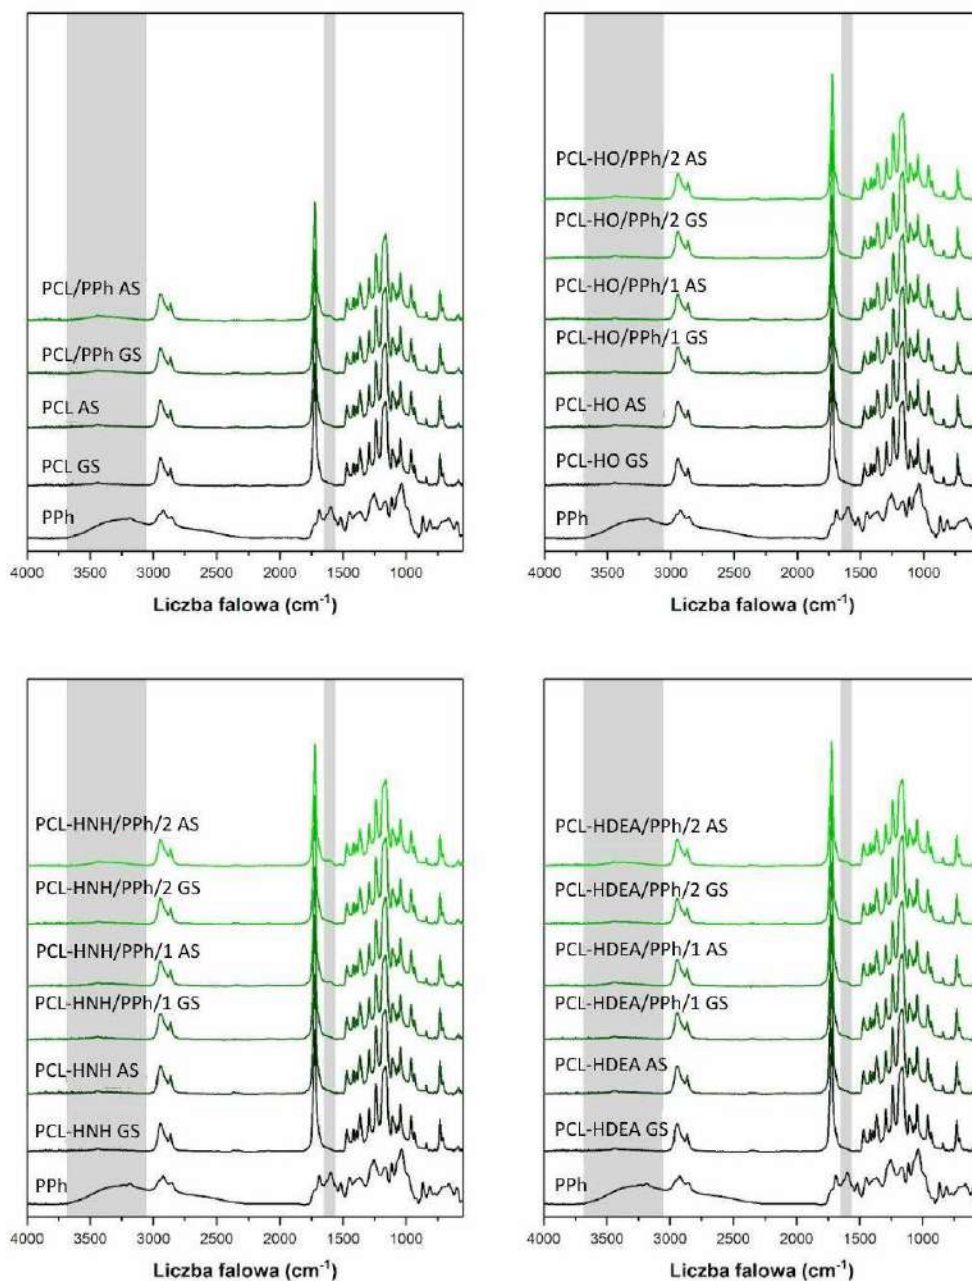 PCL/PPh AS
PCL/PPh GS
PCL AS
PCL GS
PPh
4000 3500 3000 2500 2000 1500 1000
Liczba falowa (cm⁻¹)
PCL-HO/PPh/2 AS
PCL-HO/PPh/2 GS
PCL-HO/PPh/1 AS
PCL-HO/PPh/1 GS
PCL-HO AS
PCL-HO GS
PPh
4000 3500 3000 2500 2000 1500 1000
Liczba falowa (cm⁻¹)
PCL-HNH/PPh/2 AS
PCL-HNH/PPh/2 GS
PCL-HNH/PPh/1 AS
PCL-HNH/PPh/1 GS
PCL-HNH AS
PCL-HNH GS
PPh
4000 3500 3000 2500 2000 1500 1000
Liczba falowa (cm⁻¹)
PCL-HDEA/PPh/2 AS
PCL-HDEA/PPh/2 GS
PCL-HDEA/PPh/1 AS
PCL-HDEA/PPh/1 GS
PCL-HDEA AS
PCL-HDEA GS
PPh
4000 3500 3000 2500 2000 1500 1000
Liczba falowa (cm⁻¹)